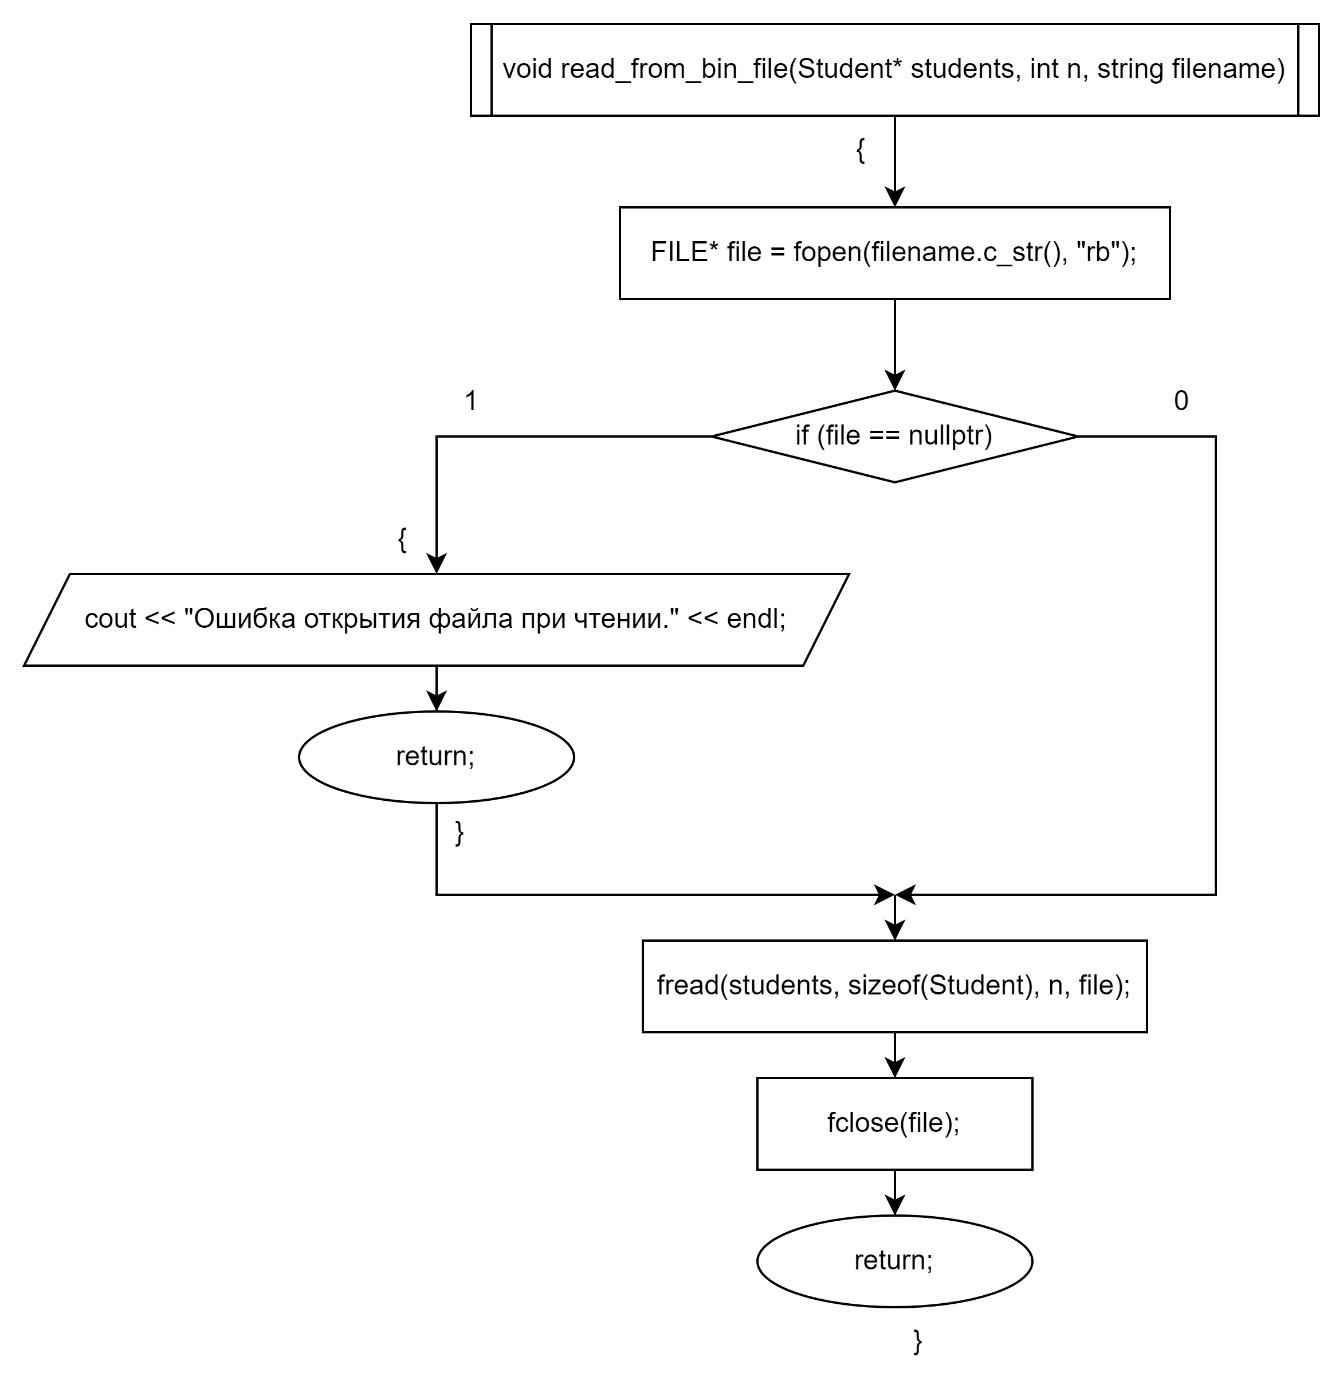 void read_from_bin_file(Student* students, int n, string filename)
{
FILE* file = fopen(filename.c_str(), "rb");
if (file == nullptr)
1
0
{
cout << "Ошибка открытия файла при чтении." << endl;
return;
}
fread(students, sizeof(Student), n, file);
fclose(file);
return;
}